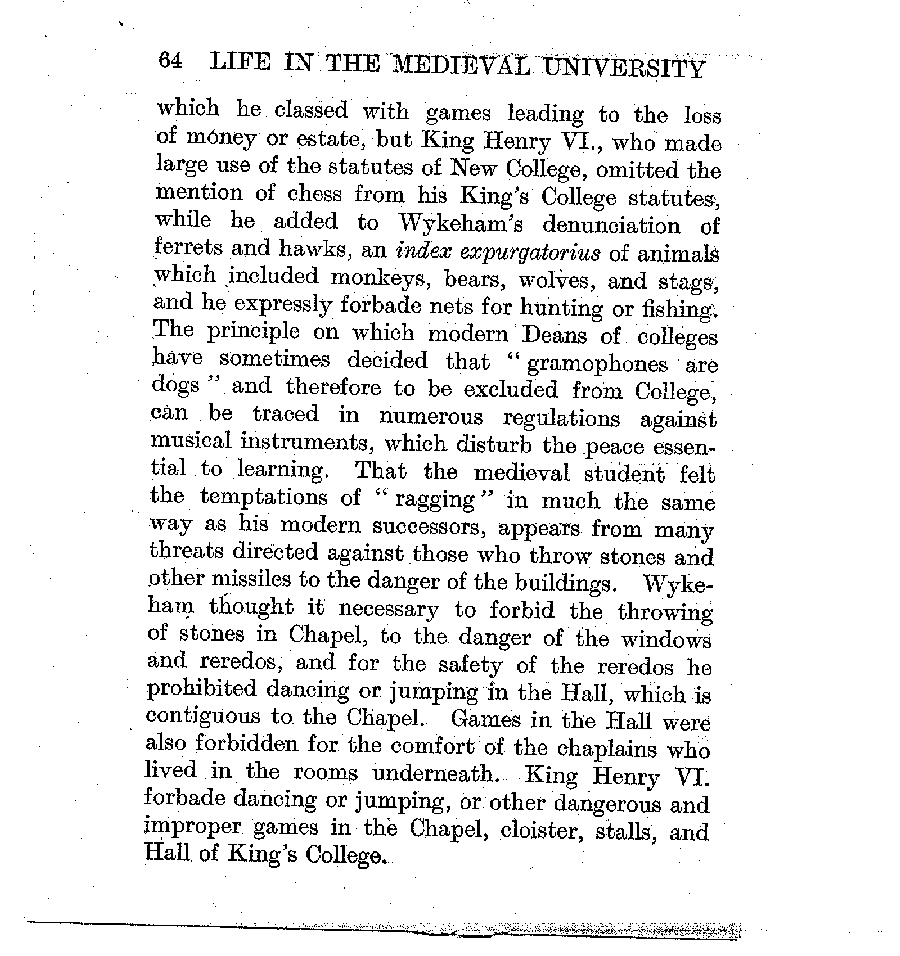 64 LIFE IN THE MEDIEVAL UNIVERSITY
which he classed with games leading to the loss
of money or estate, but King Henry VI., who made
large use of the statutes of New College, omitted the
mention of chess from his King's College statutes,
while he added to Wykeham's denunciation of
ferrets and hawks, an index expurgatorius of animals
which included monkeys, bears, wolves, and stags,
and he expressly forbade nets for hunting or fishing.
The principle on which modern Deans of colleges
have sometimes decided that “ gramophones are
dogs ” and therefore to be excluded from College,
can be traced in numerous regulations against
musical instruments, which disturb the peace essen-
tial to learning. That the medieval student felt
the temptations of “ ragging ” in much the same
way as his modern successors, appears from many
threats directed against those who throw stones and
other missiles to the danger of the buildings. Wyke-
ham thought it necessary to forbid the throwing
of stones in Chapel, to the danger of the windows
and reredos, and for the safety of the reredos he
prohibited dancing or jumping in the Hall, which is
contiguous to the Chapel. Games in the Hall were
also forbidden for the comfort of the chaplains who
lived in the rooms underneath. King Henry VI.
forbade dancing or jumping, or other dangerous and
improper games in the Chapel, cloister, stalls, and
Hall of King's College.